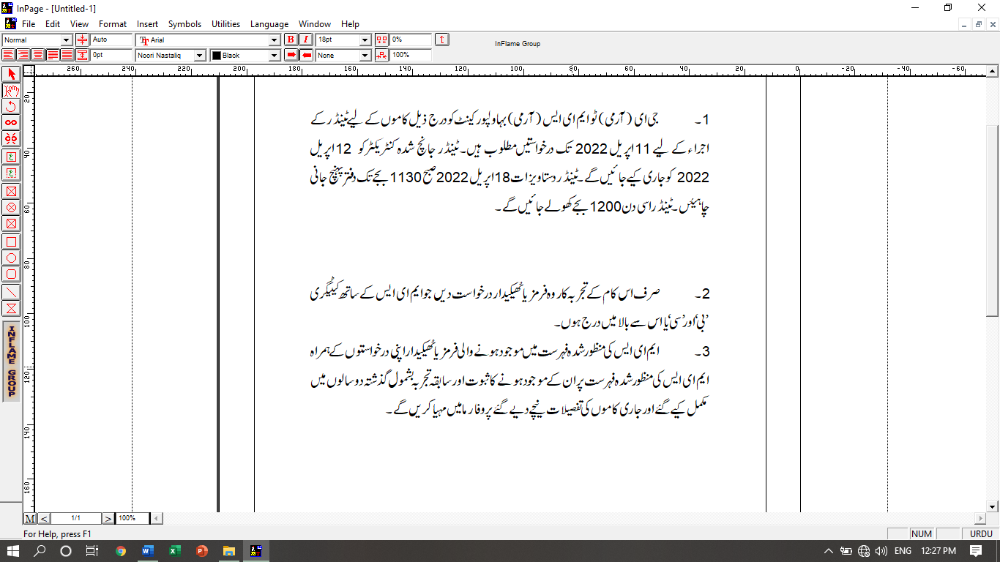 InPage - [Untitled-1]
File Edit View Format Insert Symbols Utilities Language Window Help
Normal Auto Arial B I 18pt 0%
InFlame Group
0pt Noori Nastaliq Black None 100%
260 240 220 200 180 160 140 120 100 80 60 40 20 0 -20 -40 -60
20
40
60
80
100
120
140
160
INFLAME GROUP
1۔ جی ای (آرمی) ٹو ایم ای ایس (آرمی) بہاولپور کینٹ کو درج ذیل کاموں کے لیے ٹینڈر کے
اجراء کے لیے 11 اپریل 2022 تک درخواستیں مطلوب ہیں۔ ٹینڈر جانچ شدہ کنٹریکٹر کو 12 اپریل
2022 کو جاری کیے جائیں گے۔ ٹینڈر دستاویزات 18 اپریل 2022 صبح 1130 بجے تک دفتر پہنچ جانی
چاہیئں۔ ٹینڈر اسی دن 1200 بجے کھولے جائیں گے۔
2۔ صرف اس کام کے تجربہ کار وہ فرمز یا ٹھیکیدار درخواست دیں جو ایم ای ایس کے ساتھ کیٹیگری
’بی‘ اور ’سی‘ یا اس سے بالا میں درج ہوں۔
3۔ ایم ای ایس کی منظور شدہ فہرست میں موجود ہونے والی فرمز یا ٹھیکیدار اپنی درخواستوں کے ہمراہ
ایم ای ایس کی منظور شدہ فہرست پر ان کے موجود ہونے کا ثبوت اور سابقہ تجربہ بشمول گذشتہ دو سالوں میں
مکمل کیے گئے اور جاری کاموں کی تفصیلات نیچے دیے گئے پروفارما میں مہیا کریں گے۔
M < 1/1 > 100%
For Help, press F1
NUM URDU
ENG 12:27 PM